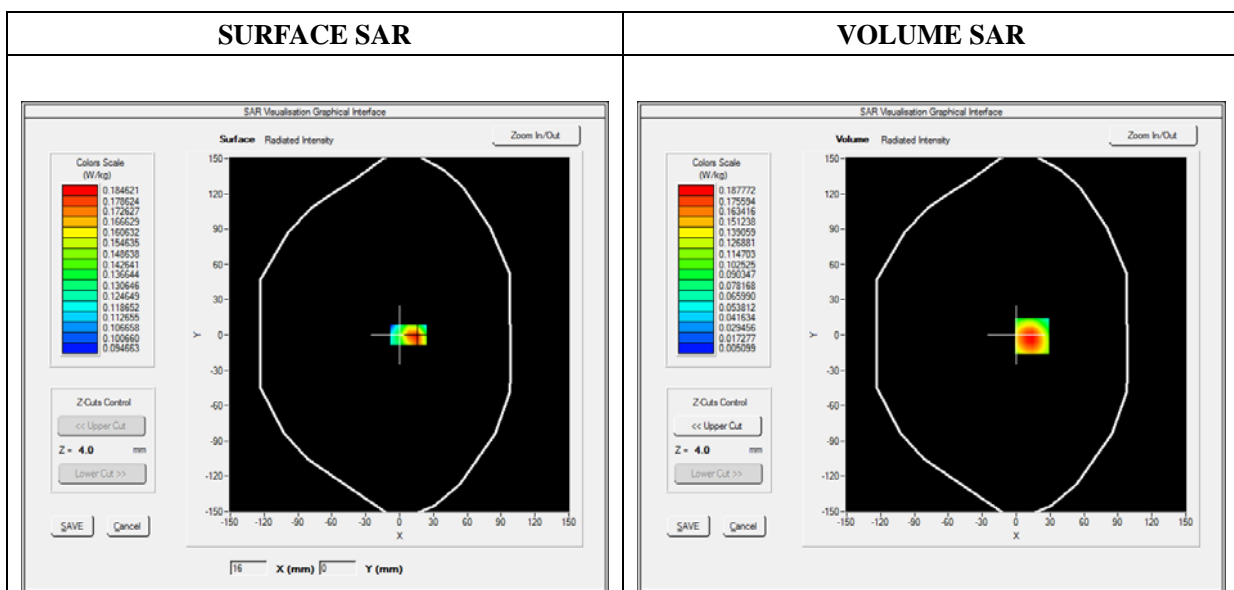 SURFACE SAR
SAR Visualisation Graphical Interface
Surface Radiated Intensity
Zoom In/Out
Colors Scale
(W/kg)
0.184621
0.178624
0.172627
0.166629
0.160632
0.154635
0.148638
0.142641
0.136644
0.130646
0.124649
0.118652
0.112655
0.106658
0.100660
0.094663
Z-Cuts Control
<< Upper Cut
Z = 4.0 mm
Lower Cut >>
SAVE Cancel
150
120
90
60
30
0
-30
-60
-90
-120
-150
Y
-150 -120 -90 -60 -30 0 30 60 90 120 150
X
16 X (mm) 0 Y (mm)
VOLUME SAR
SAR Visualisation Graphical Interface
Volume Radiated Intensity
Zoom In/Out
Colors Scale
(W/kg)
0.187772
0.175594
0.163416
0.151238
0.139059
0.126881
0.114703
0.102525
0.090347
0.078168
0.065990
0.053812
0.041634
0.029456
0.017277
0.005099
Z-Cuts Control
<< Upper Cut
Z = 4.0 mm
Lower Cut >>
SAVE Cancel
150
120
90
60
30
0
-30
-60
-90
-120
-150
Y
-150 -120 -90 -60 -30 0 30 60 90 120 150
X